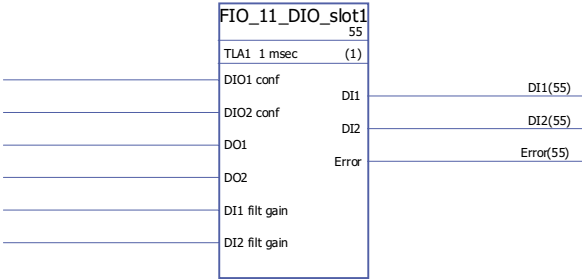 FIO_11_DIO_slot1
55
TLA1 1 msec (1)
DIO1 conf
DI1
DI1(55)
DIO2 conf
DI2
DI2(55)
DO1
Error
Error(55)
DO2
DI1 filt gain
DI2 filt gain